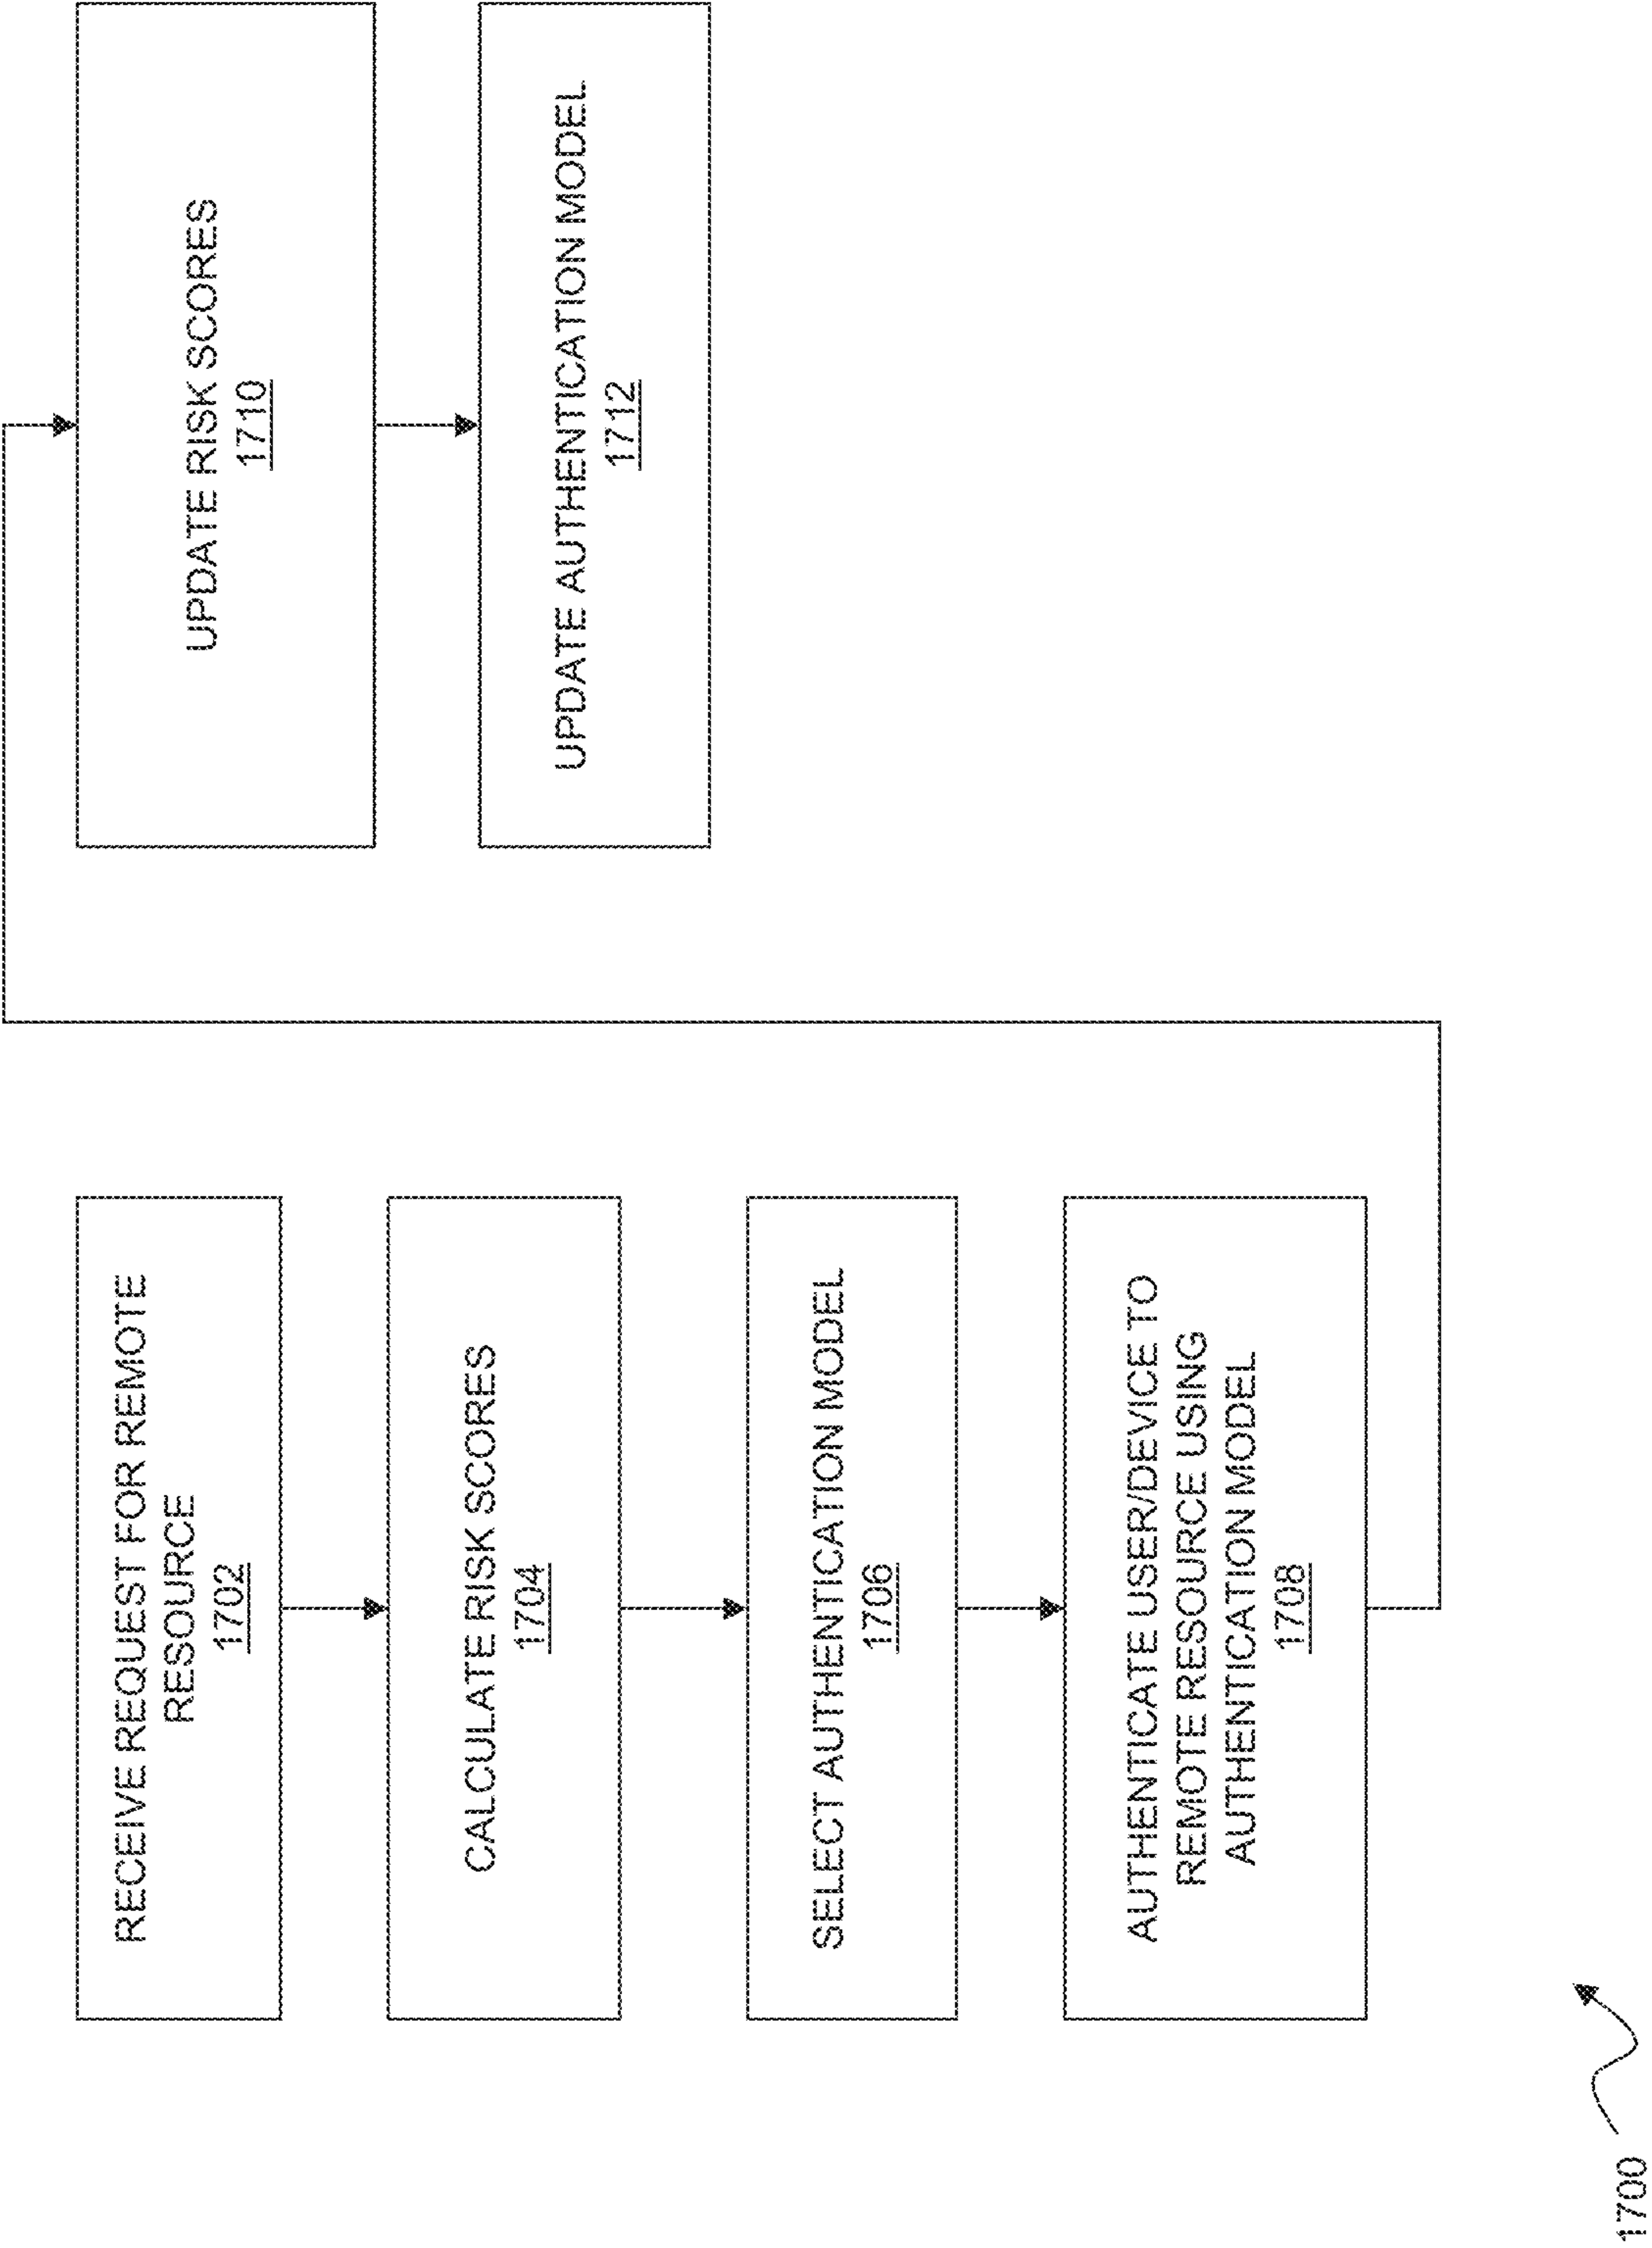 RECEIVE REQUEST FOR REMOTE
RESOURCE
1702
CALCULATE RISK SCORES
1704
SELECT AUTHENTICATION MODEL
1706
AUTHENTICATE USER/DEVICE TO
REMOTE RESOURCE USING
AUTHENTICATION MODEL
1708
UPDATE RISK SCORES
1710
UPDATE AUTHENTICATION MODEL
1712
1700